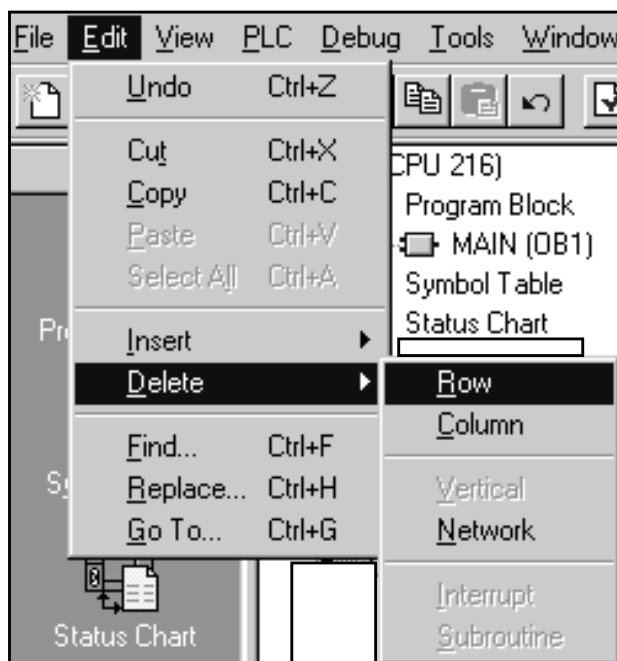 File Edit View PLC Debug Tools Window
Undo Ctrl+Z
Cut Ctrl+X
Copy Ctrl+C
Paste Ctrl+V
Select All Ctrl+A
Insert
Delete
Find... Ctrl+F
Replace... Ctrl+H
Go To... Ctrl+G
CPU 216)
Program Block
MAIN (OB1)
Symbol Table
Status Chart
Row
Column
Vertical
Network
Interrupt
Subroutine
Status Chart